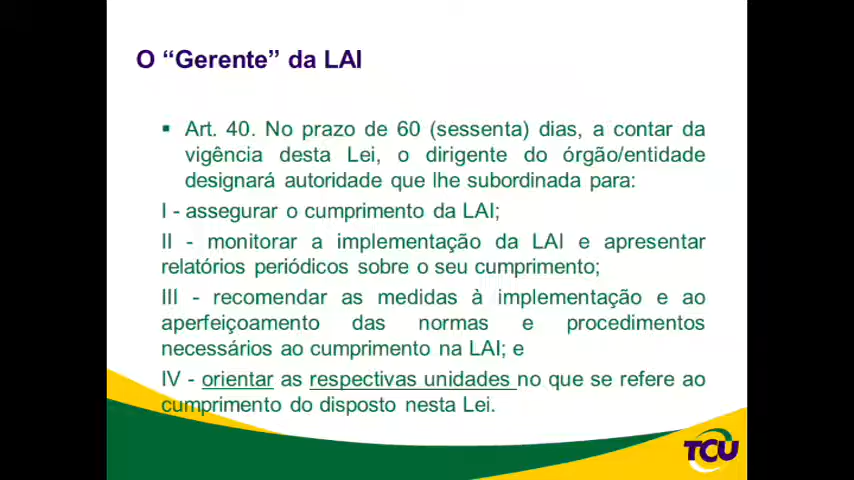 O “Gerente” da LAI
▪ Art. 40. No prazo de 60 (sessenta) dias, a contar da
vigência desta Lei, o dirigente do órgão/entidade
designará autoridade que lhe subordinada para:
I - assegurar o cumprimento da LAI;
II - monitorar a implementação da LAI e apresentar
relatórios periódicos sobre o seu cumprimento;
III - recomendar as medidas à implementação e ao
aperfeiçoamento das normas e procedimentos
necessários ao cumprimento na LAI; e
IV - orientar as respectivas unidades no que se refere ao
cumprimento do disposto nesta Lei.
TCU